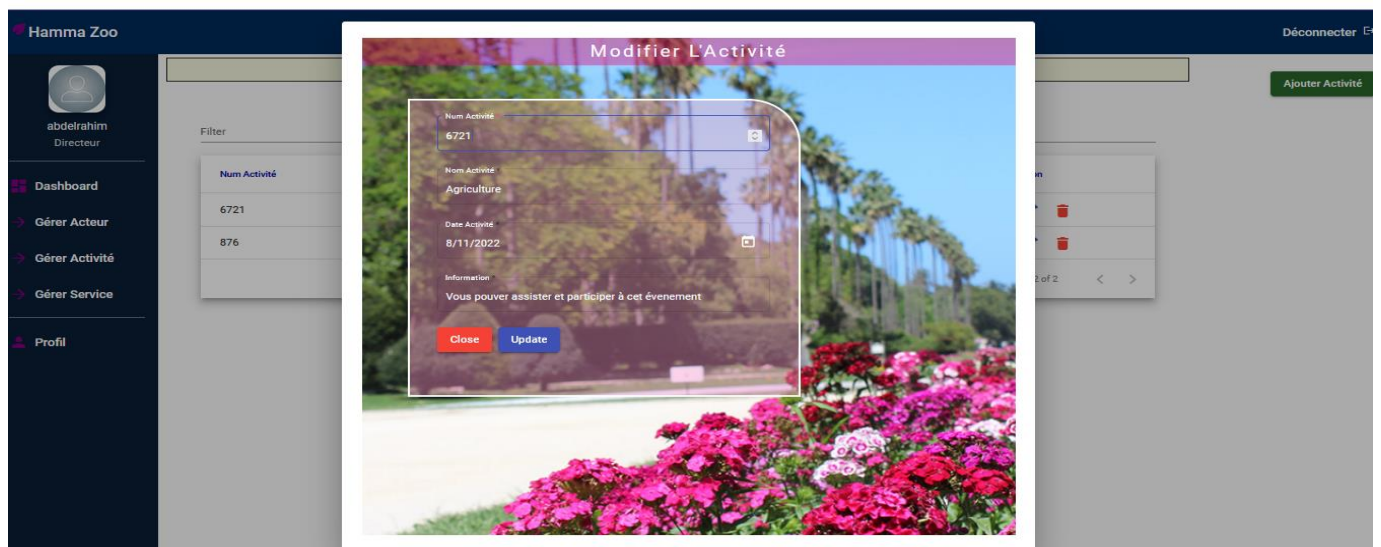 Hamma Zoo
Déconnecter
Modifier L'Activité
Ajouter Activité
abdelrahim
Directeur
Filter
Num Activité
6721
876
Dashboard
Gérer Acteur
Gérer Activité
Gérer Service
Profil
Num Activité
6721
Nom Activité
Agriculture
Date Activité *
8/11/2022
Information *
Vous pouver assister et participer à cet évenement
Close Update
2 of 2